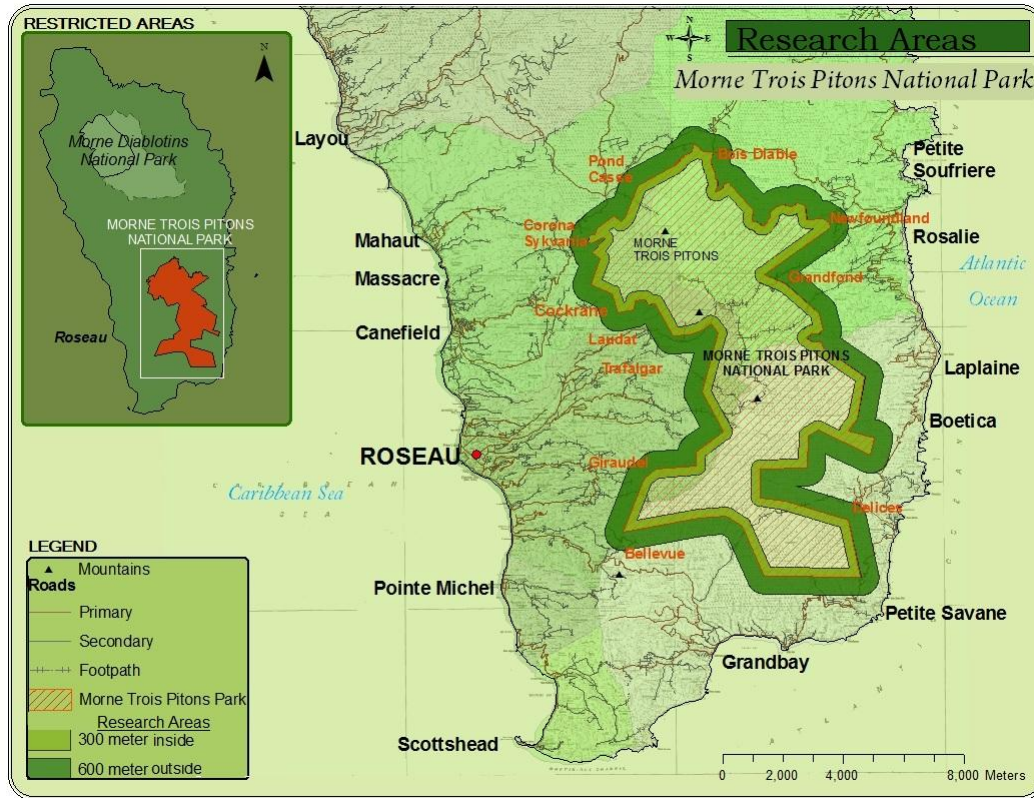 RESTRICTED AREAS
N
Morne Diablotins
National Park
MORNE TROIS PITONS
NATIONAL PARK
Roseau
N
W E
S
Research Areas
Morne Trois Pitons National Park
Layou
Mahaut
Massacre
Canefield
ROSEAU
Caribbean Sea
Pointe Michel
Scottshead
Grandbay
Petite Savane
Boetica
Laplaine
Atlantic
Ocean
Rosalie
Petite
Soufriere
Pond
Casse
Bois Diable
Corona
Sykvania
Newfoundland
MORNE
TROIS PITONS
Grandfond
Cockrane
Laudat
Trafalgar
MORNE TROIS PITONS
NATIONAL PARK
Giraudel
Delices
Bellevue
LEGEND
Mountains
Roads
Primary
Secondary
Footpath
Morne Trois Pitons Park
Research Areas
300 meter inside
600 meter outside
0 2,000 4,000 8,000 Meters